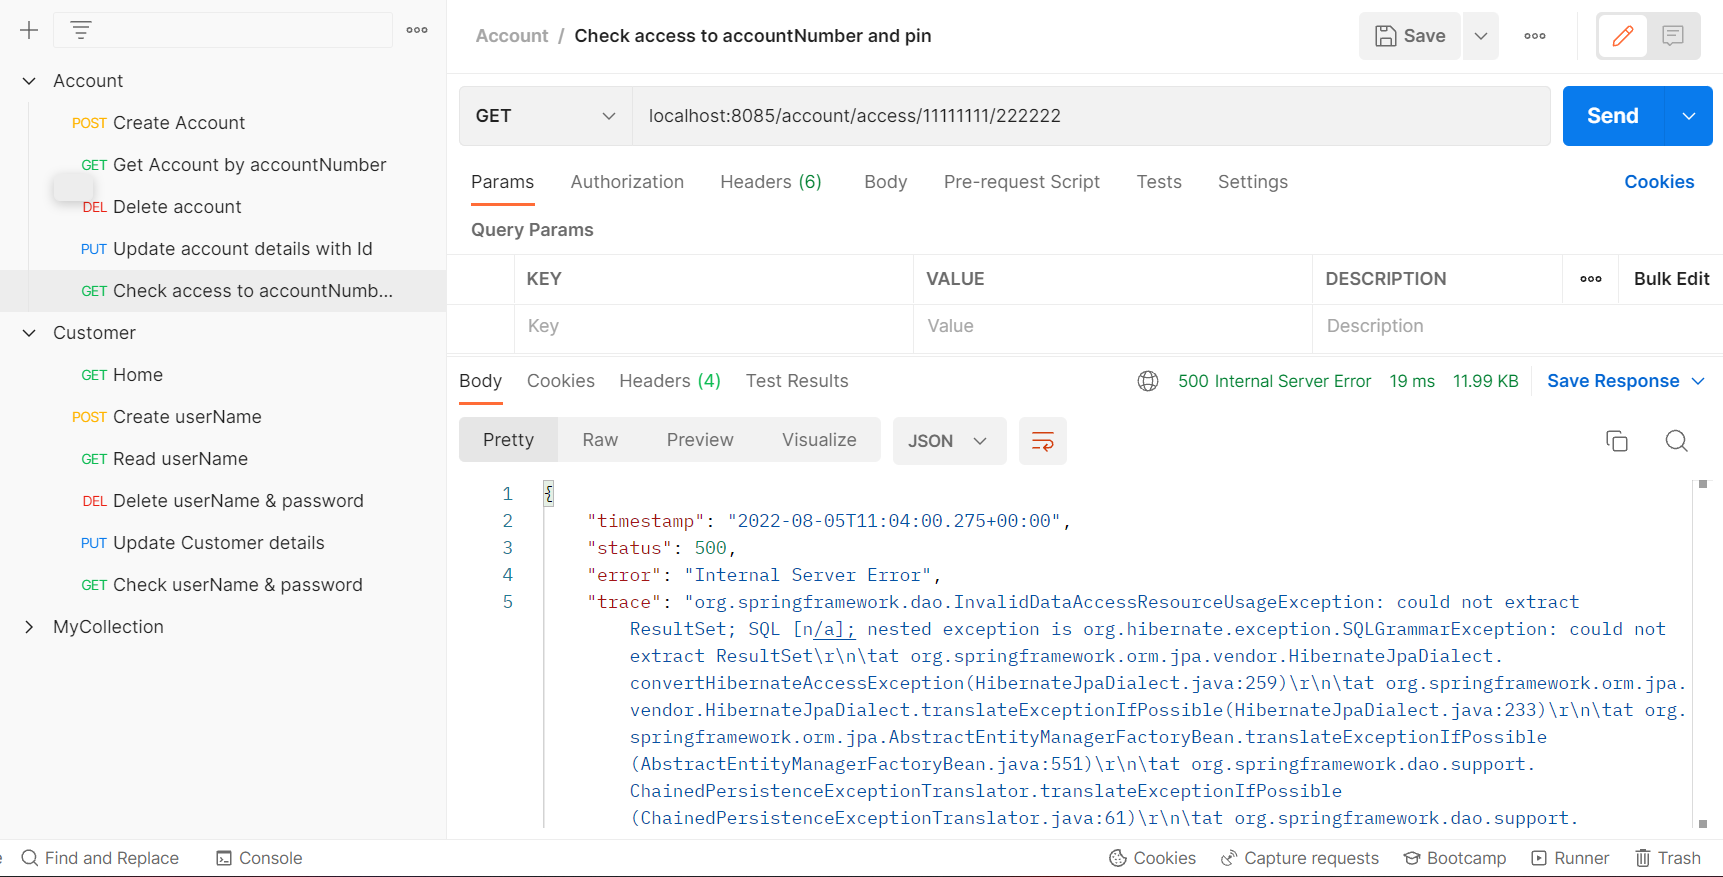 Account
POST Create Account
GET Get Account by accountNumber
DEL Delete account
PUT Update account details with Id
GET Check access to accountNumb...
Customer
GET Home
POST Create userName
GET Read userName
DEL Delete userName & password
PUT Update Customer details
GET Check userName & password
MyCollection
Account / Check access to accountNumber and pin
Save
GET localhost:8085/account/access/11111111/222222
Send
Params Authorization Headers (6) Body Pre-request Script Tests Settings Cookies
Query Params
KEY VALUE DESCRIPTION Bulk Edit
Key Value Description
Body Cookies Headers (4) Test Results 500 Internal Server Error 19 ms 11.99 KB Save Response
Pretty Raw Preview Visualize JSON
1 {
2 "timestamp": "2022-08-05T11:04:00.275+00:00",
3 "status": 500,
4 "error": "Internal Server Error",
5 "trace": "org.springframework.dao.InvalidDataAccessResourceUsageException: could not extract
ResultSet; SQL [n/a]; nested exception is org.hibernate.exception.SQLGrammarException: could not
extract ResultSet\r\n\tat org.springframework.orm.jpa.vendor.HibernateJpaDialect.
convertHibernateAccessException(HibernateJpaDialect.java:259)\r\n\tat org.springframework.orm.jpa.
vendor.HibernateJpaDialect.translateExceptionIfPossible(HibernateJpaDialect.java:233)\r\n\tat org.
springframework.orm.jpa.AbstractEntityManagerFactoryBean.translateExceptionIfPossible
(AbstractEntityManagerFactoryBean.java:551)\r\n\tat org.springframework.dao.support.
ChainedPersistenceExceptionTranslator.translateExceptionIfPossible
(ChainedPersistenceExceptionTranslator.java:61)\r\n\tat org.springframework.dao.support.
Find and Replace Console Cookies Capture requests Bootcamp Runner Trash